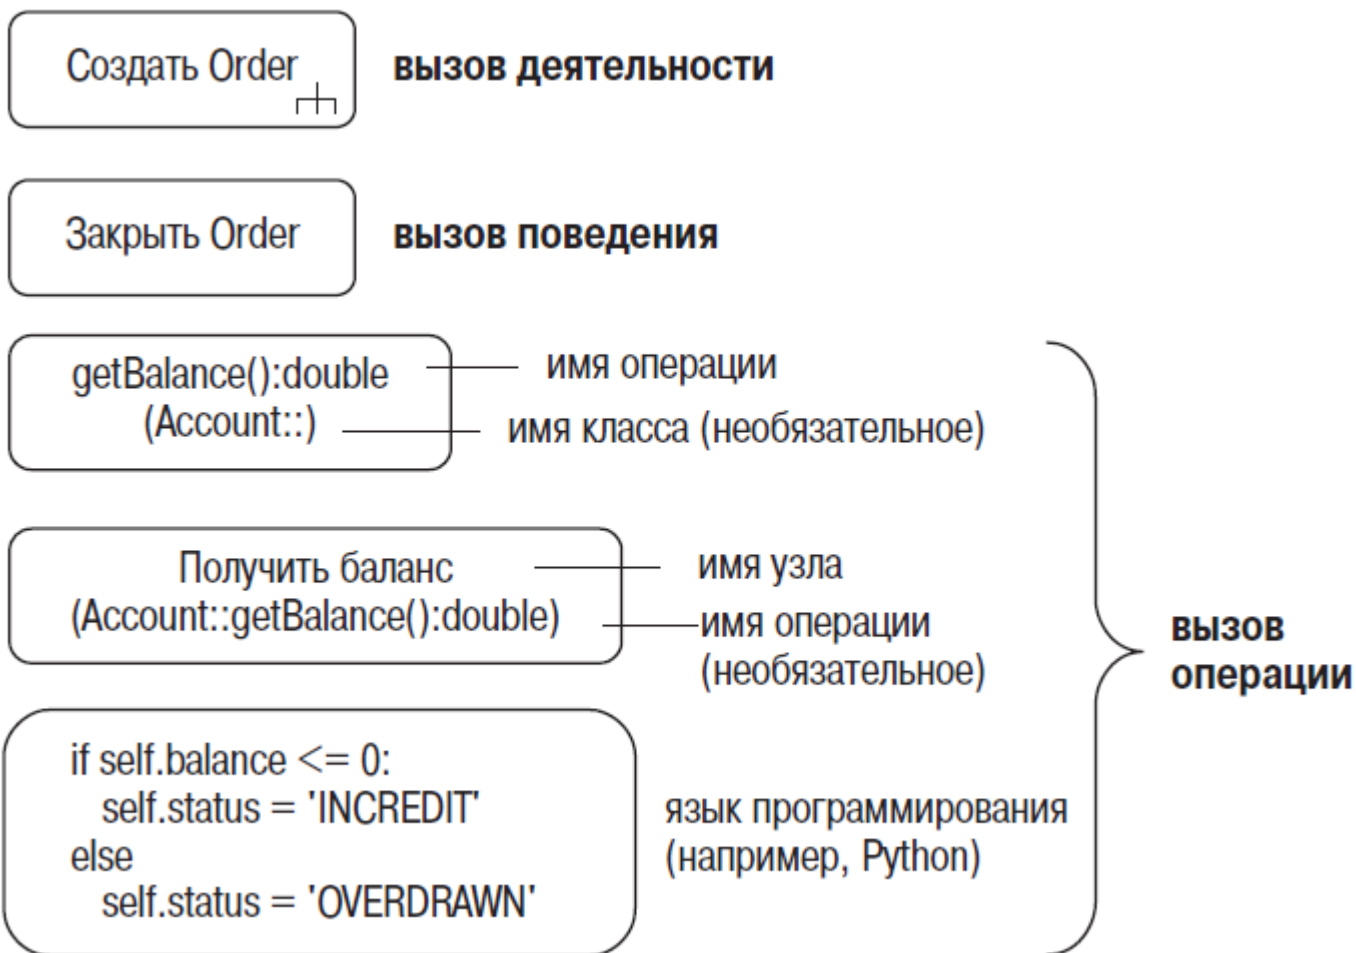 Создать Order
вызов деятельности
Закрыть Order
вызов поведения
getBalance():double
(Account::)
имя операции
имя класса (необязательное)
Получить баланс
(Account::getBalance():double)
имя узла
имя операции
(необязательное)
if self.balance <= 0:
self.status = 'INCREDIT'
else
self.status = 'OVERDRAWN'
язык программирования
(например, Python)
вызов
операции